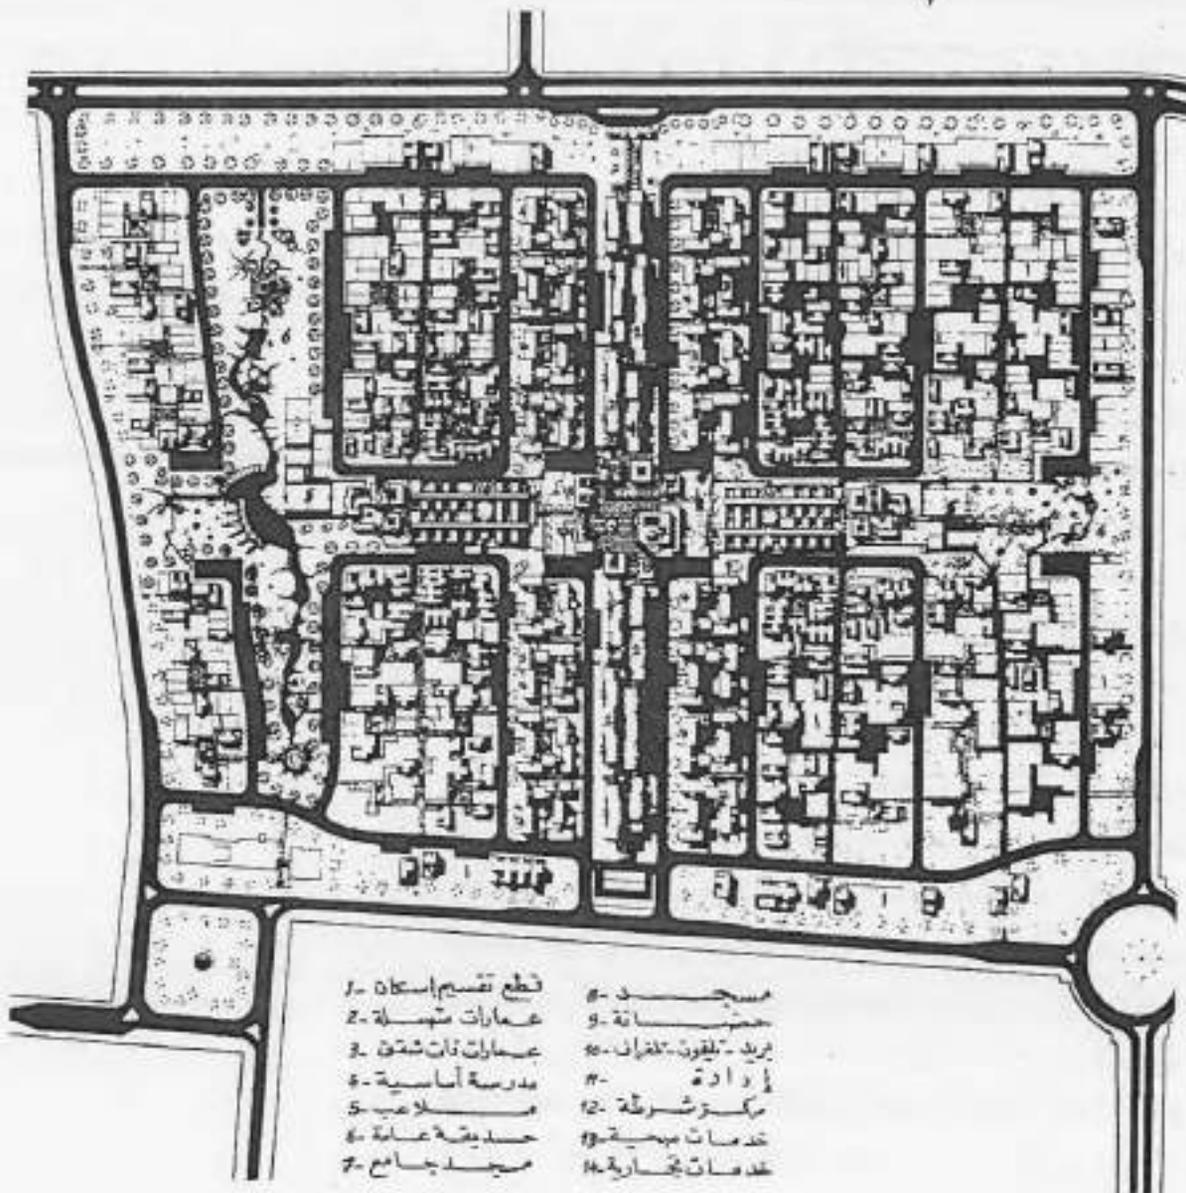 1- قطع تقسيم إسكان
2- عمارات متصلة
3- عمارات ذات شقق
4- مدرسة أساسية
5- ملاعب
6- حديقة عامة
7- مسجد جامع
8- مسجد
9- حضانة
10- بريد - تليفون - تلغراف
11- إدارة
12- مركز شرطة
13- خدمات صحية
14- خدمات تجارية